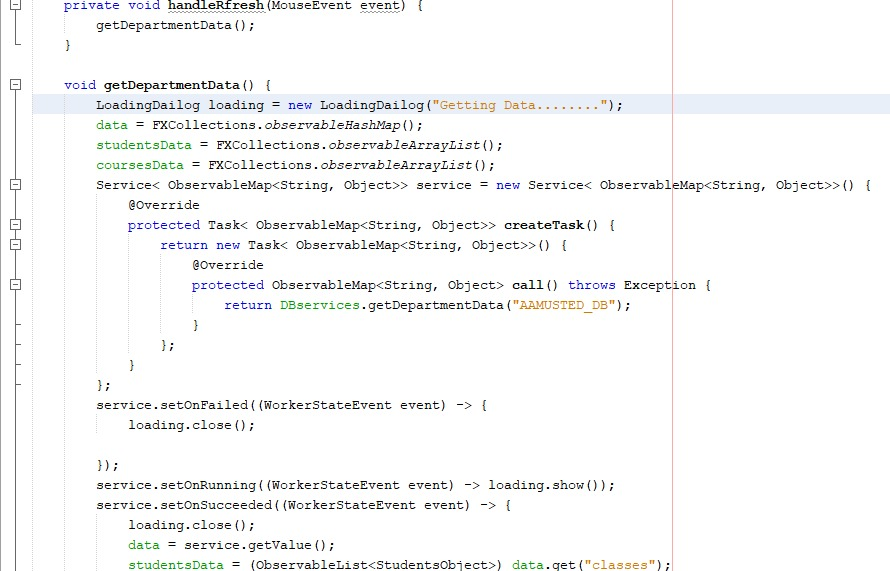 private void handleRfresh(MouseEvent event) {
getDepartmentData();
}
void getDepartmentData() {
LoadingDailog loading = new LoadingDailog("Getting Data........");
data = FXCollections.observableHashMap();
studentsData = FXCollections.observableArrayList();
coursesData = FXCollections.observableArrayList();
Service< ObservableMap<String, Object>> service = new Service< ObservableMap<String, Object>>() {
@Override
protected Task< ObservableMap<String, Object>> createTask() {
return new Task< ObservableMap<String, Object>>() {
@Override
protected ObservableMap<String, Object> call() throws Exception {
return DBservices.getDepartmentData("AAMUSTED_DB");
}
};
}
};
service.setOnFailed((WorkerStateEvent event) -> {
loading.close();
});
service.setOnRunning((WorkerStateEvent event) -> loading.show());
service.setOnSucceeded((WorkerStateEvent event) -> {
loading.close();
data = service.getValue();
studentsData = (ObservableList<StudentsObject>) data.get("classes");